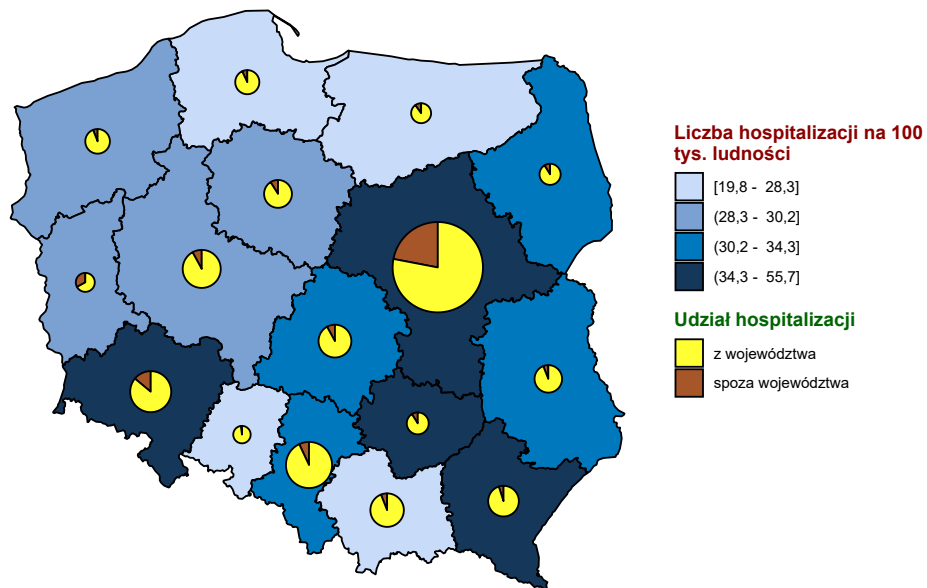 Liczba hospitalizacji na 100
tys. ludności
[19,8 - 28,3]
(28,3 - 30,2]
(30,2 - 34,3]
(34,3 - 55,7]
Udział hospitalizacji
z województwa
spoza województwa